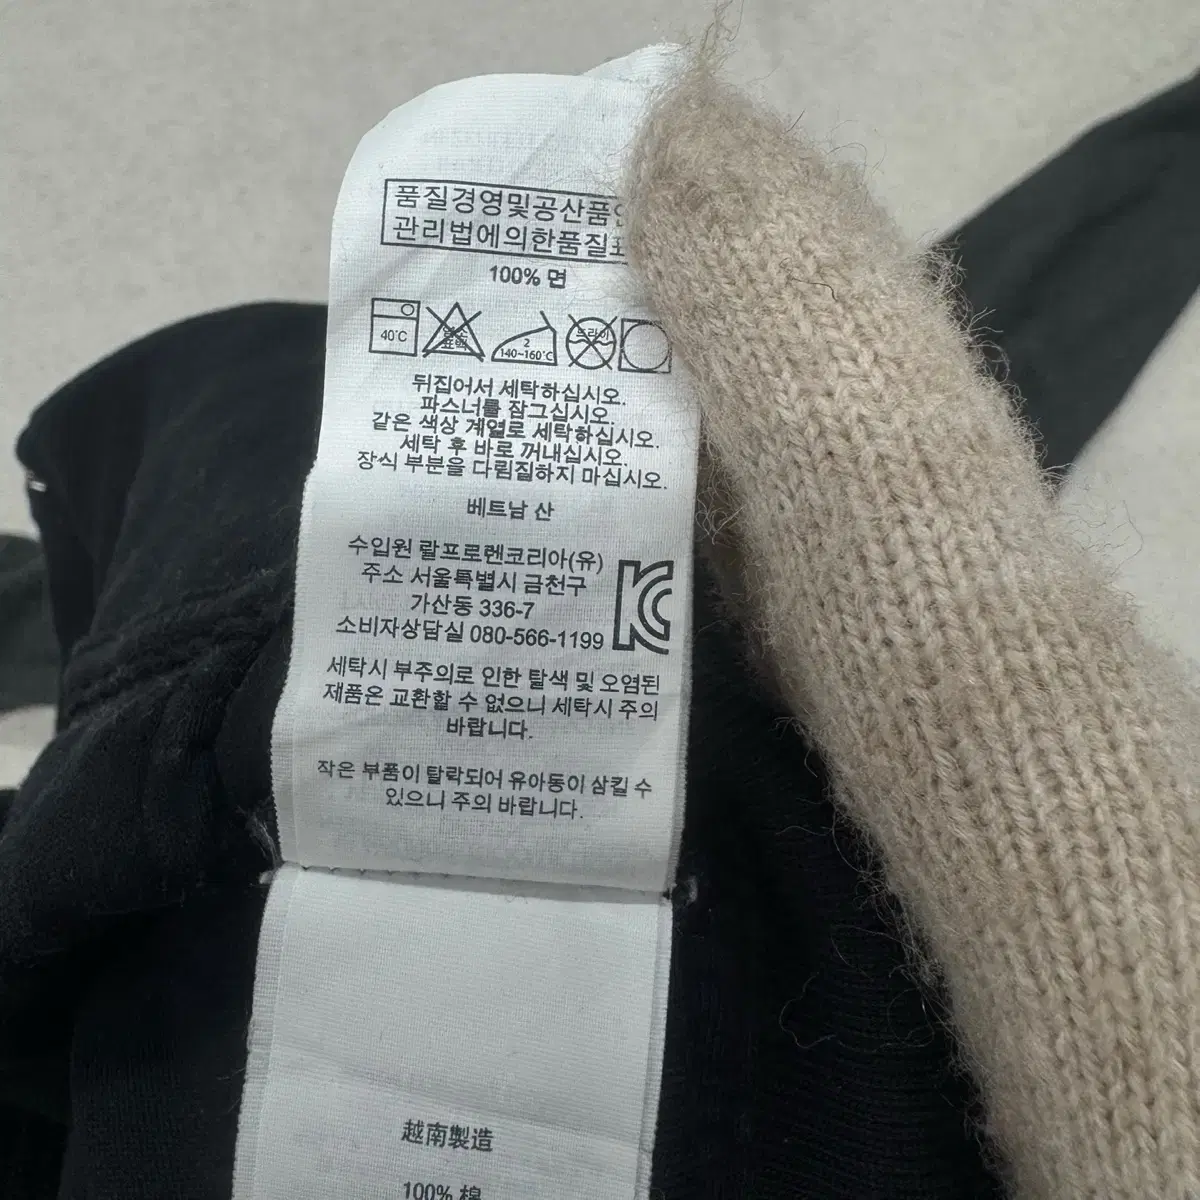 품질경영및공산품
관리법에의한품질표
100% 면
40°C
염소
표백
2
140~160°C
드라이
뒤집어서 세탁하십시오.
파스너를 잠그십시오.
같은 색상 계열로 세탁하십시오.
세탁 후 바로 꺼내십시오.
장식 부분을 다림질하지 마십시오.
베트남 산
수입원 랄프로렌코리아(유)
주소 서울특별시 금천구
가산동 336-7
소비자상담실 080-566-1199
세탁시 부주의로 인한 탈색 및 오염된
제품은 교환할 수 없으니 세탁시 주의
바랍니다.
작은 부품이 탈락되어 유아동이 삼킬 수
있으니 주의 바랍니다.
越南製造
100% 棉